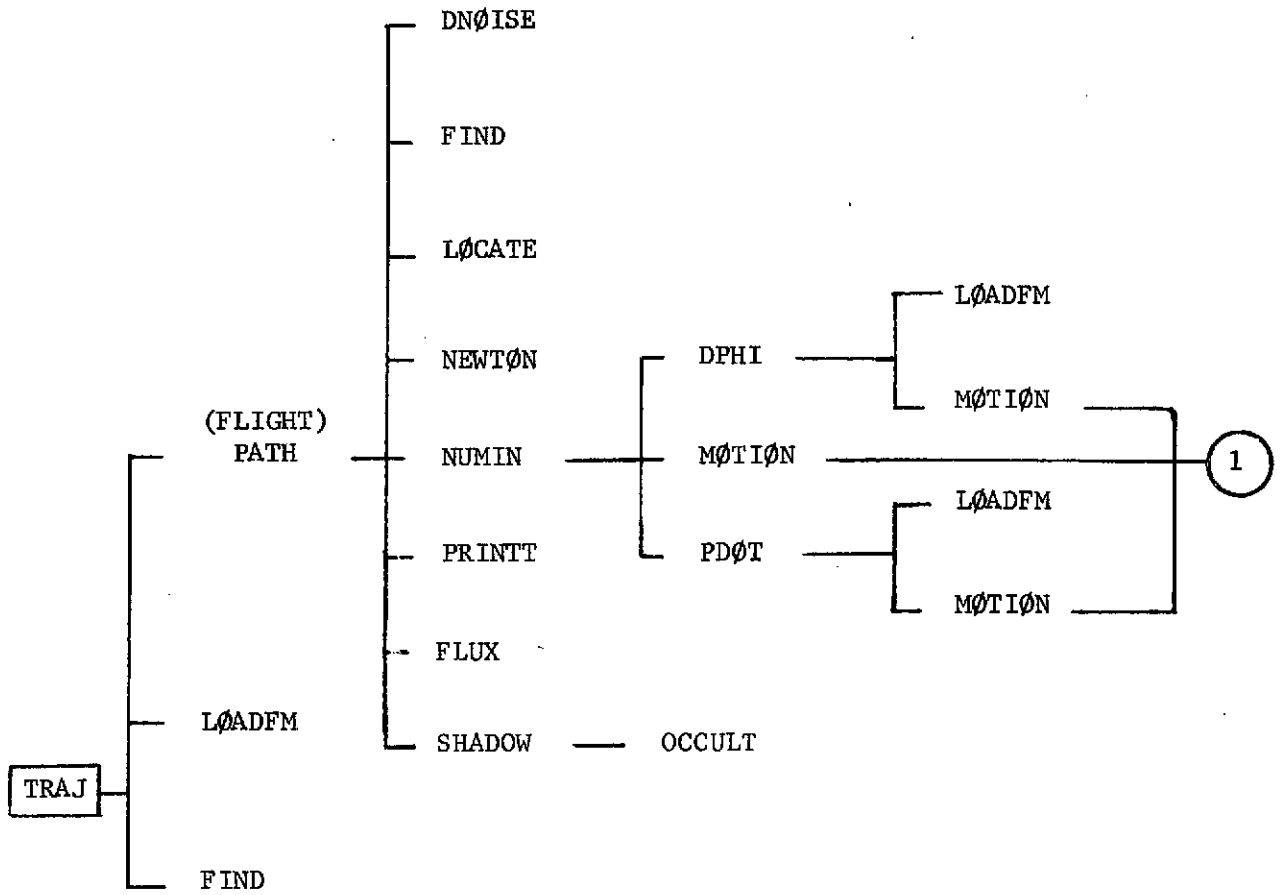 DNØISE
FIND
LØCATE
LØADFM
NEWTØN
DPHI
MØTIØN
(FLIGHT)
PATH
NUMIN
MØTIØN
1
LØADFM
PRINTT
PDØT
MØTIØN
FLUX
LØADFM
SHADOW
OCCULT
TRAJ
FIND